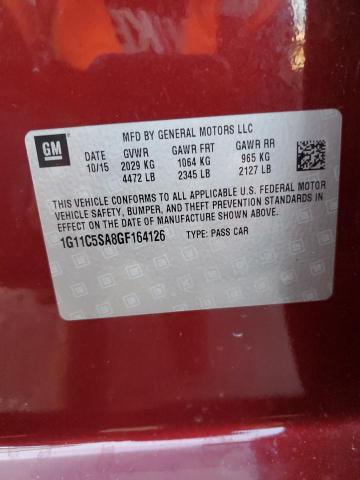 GM
MFD BY GENERAL MOTORS LLC
DATE GVWR GAWR FRT GAWR RR
10/15 2029 KG 1064 KG 965 KG
4472 LB 2345 LB 2127 LB
THIS VEHICLE CONFORMS TO ALL APPLICABLE U.S. FEDERAL MOTOR
VEHICLE SAFETY, BUMPER, AND THEFT PREVENTION STANDARDS IN
EFFECT ON THE DATE OF MANUFACTURE SHOWN ABOVE.
1G11C5SA8GF164126 TYPE: PASS CAR